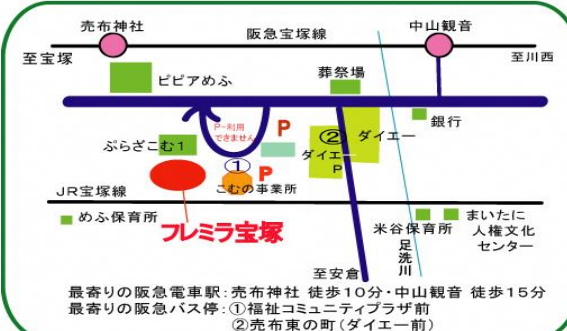 売布神社
阪急宝塚線
中山観音
至宝塚
至川西
ピピアめふ
葬祭場
銀行
P-利用
できません
P
②
ダイエー
ぷらざこむ1
ダイエー
P
①
P
こむの事業所
JR宝塚線
めふ保育所
フレミラ宝塚
米谷保育所
まいたに
人権文化
センター
足洗川
至安倉
最寄りの阪急電車駅:売布神社 徒歩10分・中山観音 徒歩15分
最寄りの阪急バス停:①福祉コミュニティプラザ前
②売布東の町(ダイエー前)